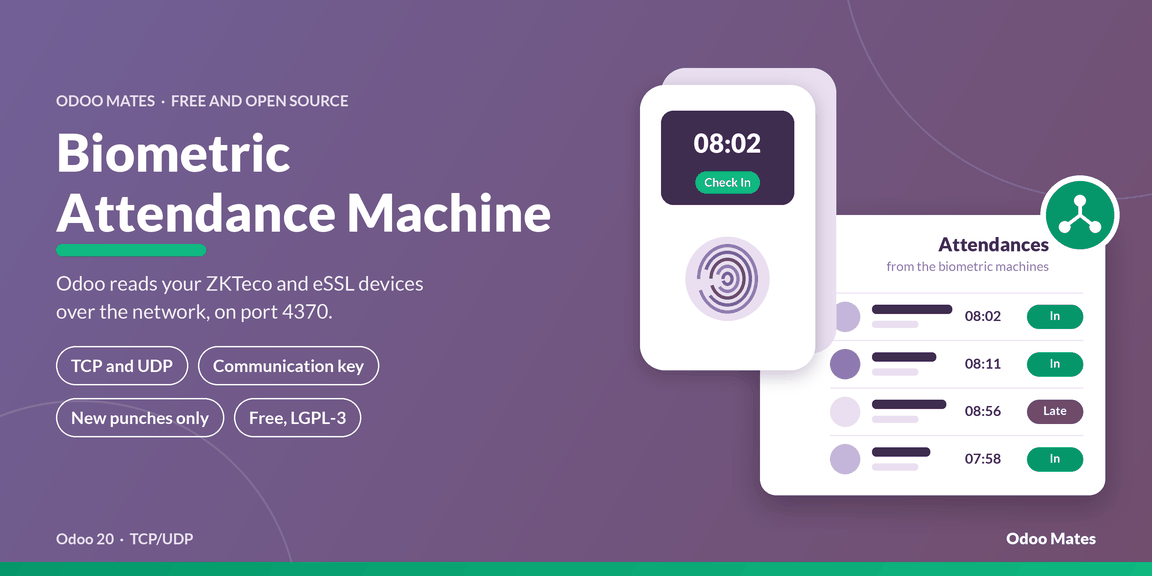 ODOO MATES · FREE AND OPEN SOURCE
Biometric
Attendance Machine
Odoo reads your ZKTeco and eSSL devices
over the network, on port 4370.
TCP and UDP
Communication key
New punches only
Free, LGPL-3
08:02
Check In
Attendances
from the biometric machines
08:02 In
08:11 In
08:56 Late
07:58 In
Odoo 20 · TCP/UDP
Odoo Mates